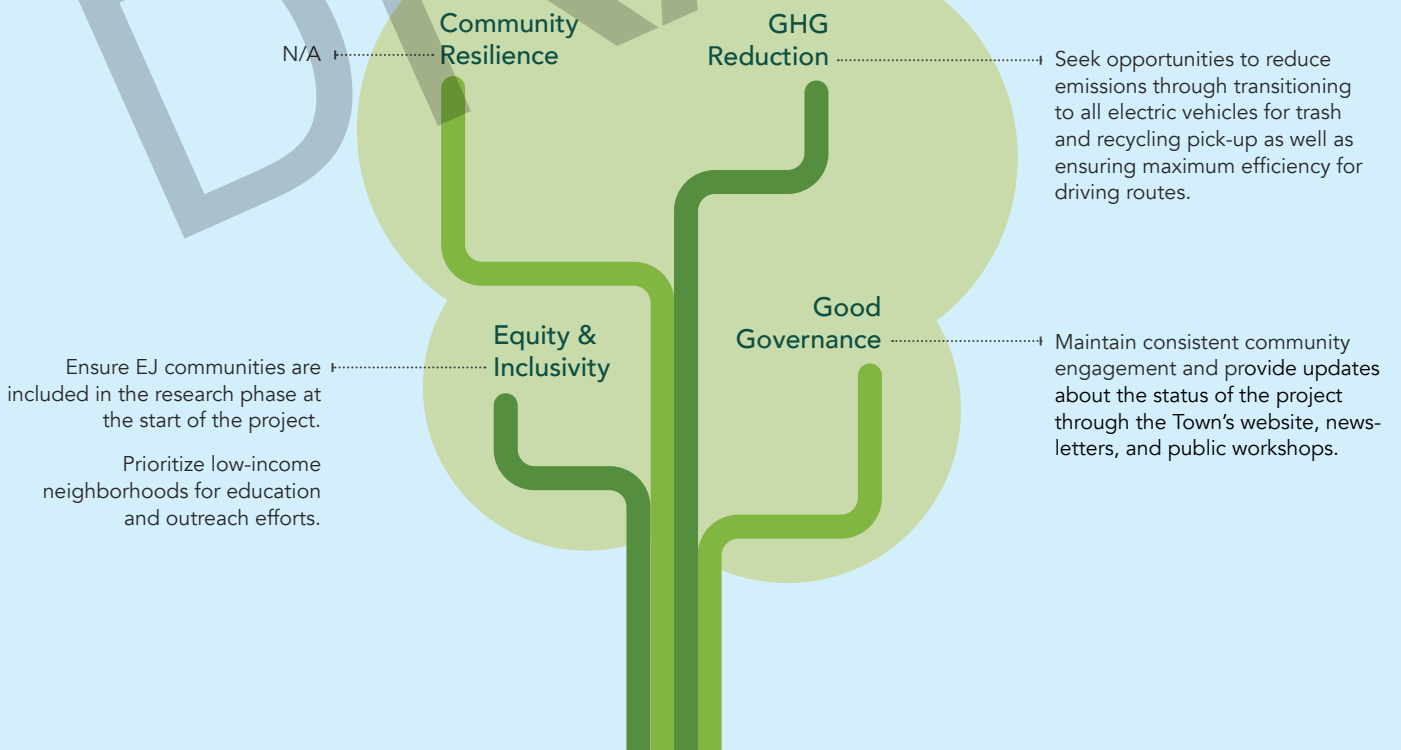 Community
Resilience
N/A
GHG
Reduction
Seek opportunities to reduce
emissions through transitioning
to all electric vehicles for trash
and recycling pick-up as well as
ensuring maximum efficiency for
driving routes.
Equity &
Inclusivity
Ensure EJ communities are
included in the research phase at
the start of the project.
Prioritize low-income
neighborhoods for education
and outreach efforts.
Good
Governance
Maintain consistent community
engagement and provide updates
about the status of the project
through the Town's website, news-
letters, and public workshops.